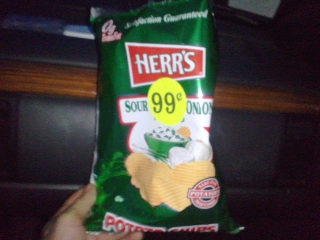 Satisfaction Guaranteed
HERR'S
SOUR 99¢ ONION
POTATO CHIPS